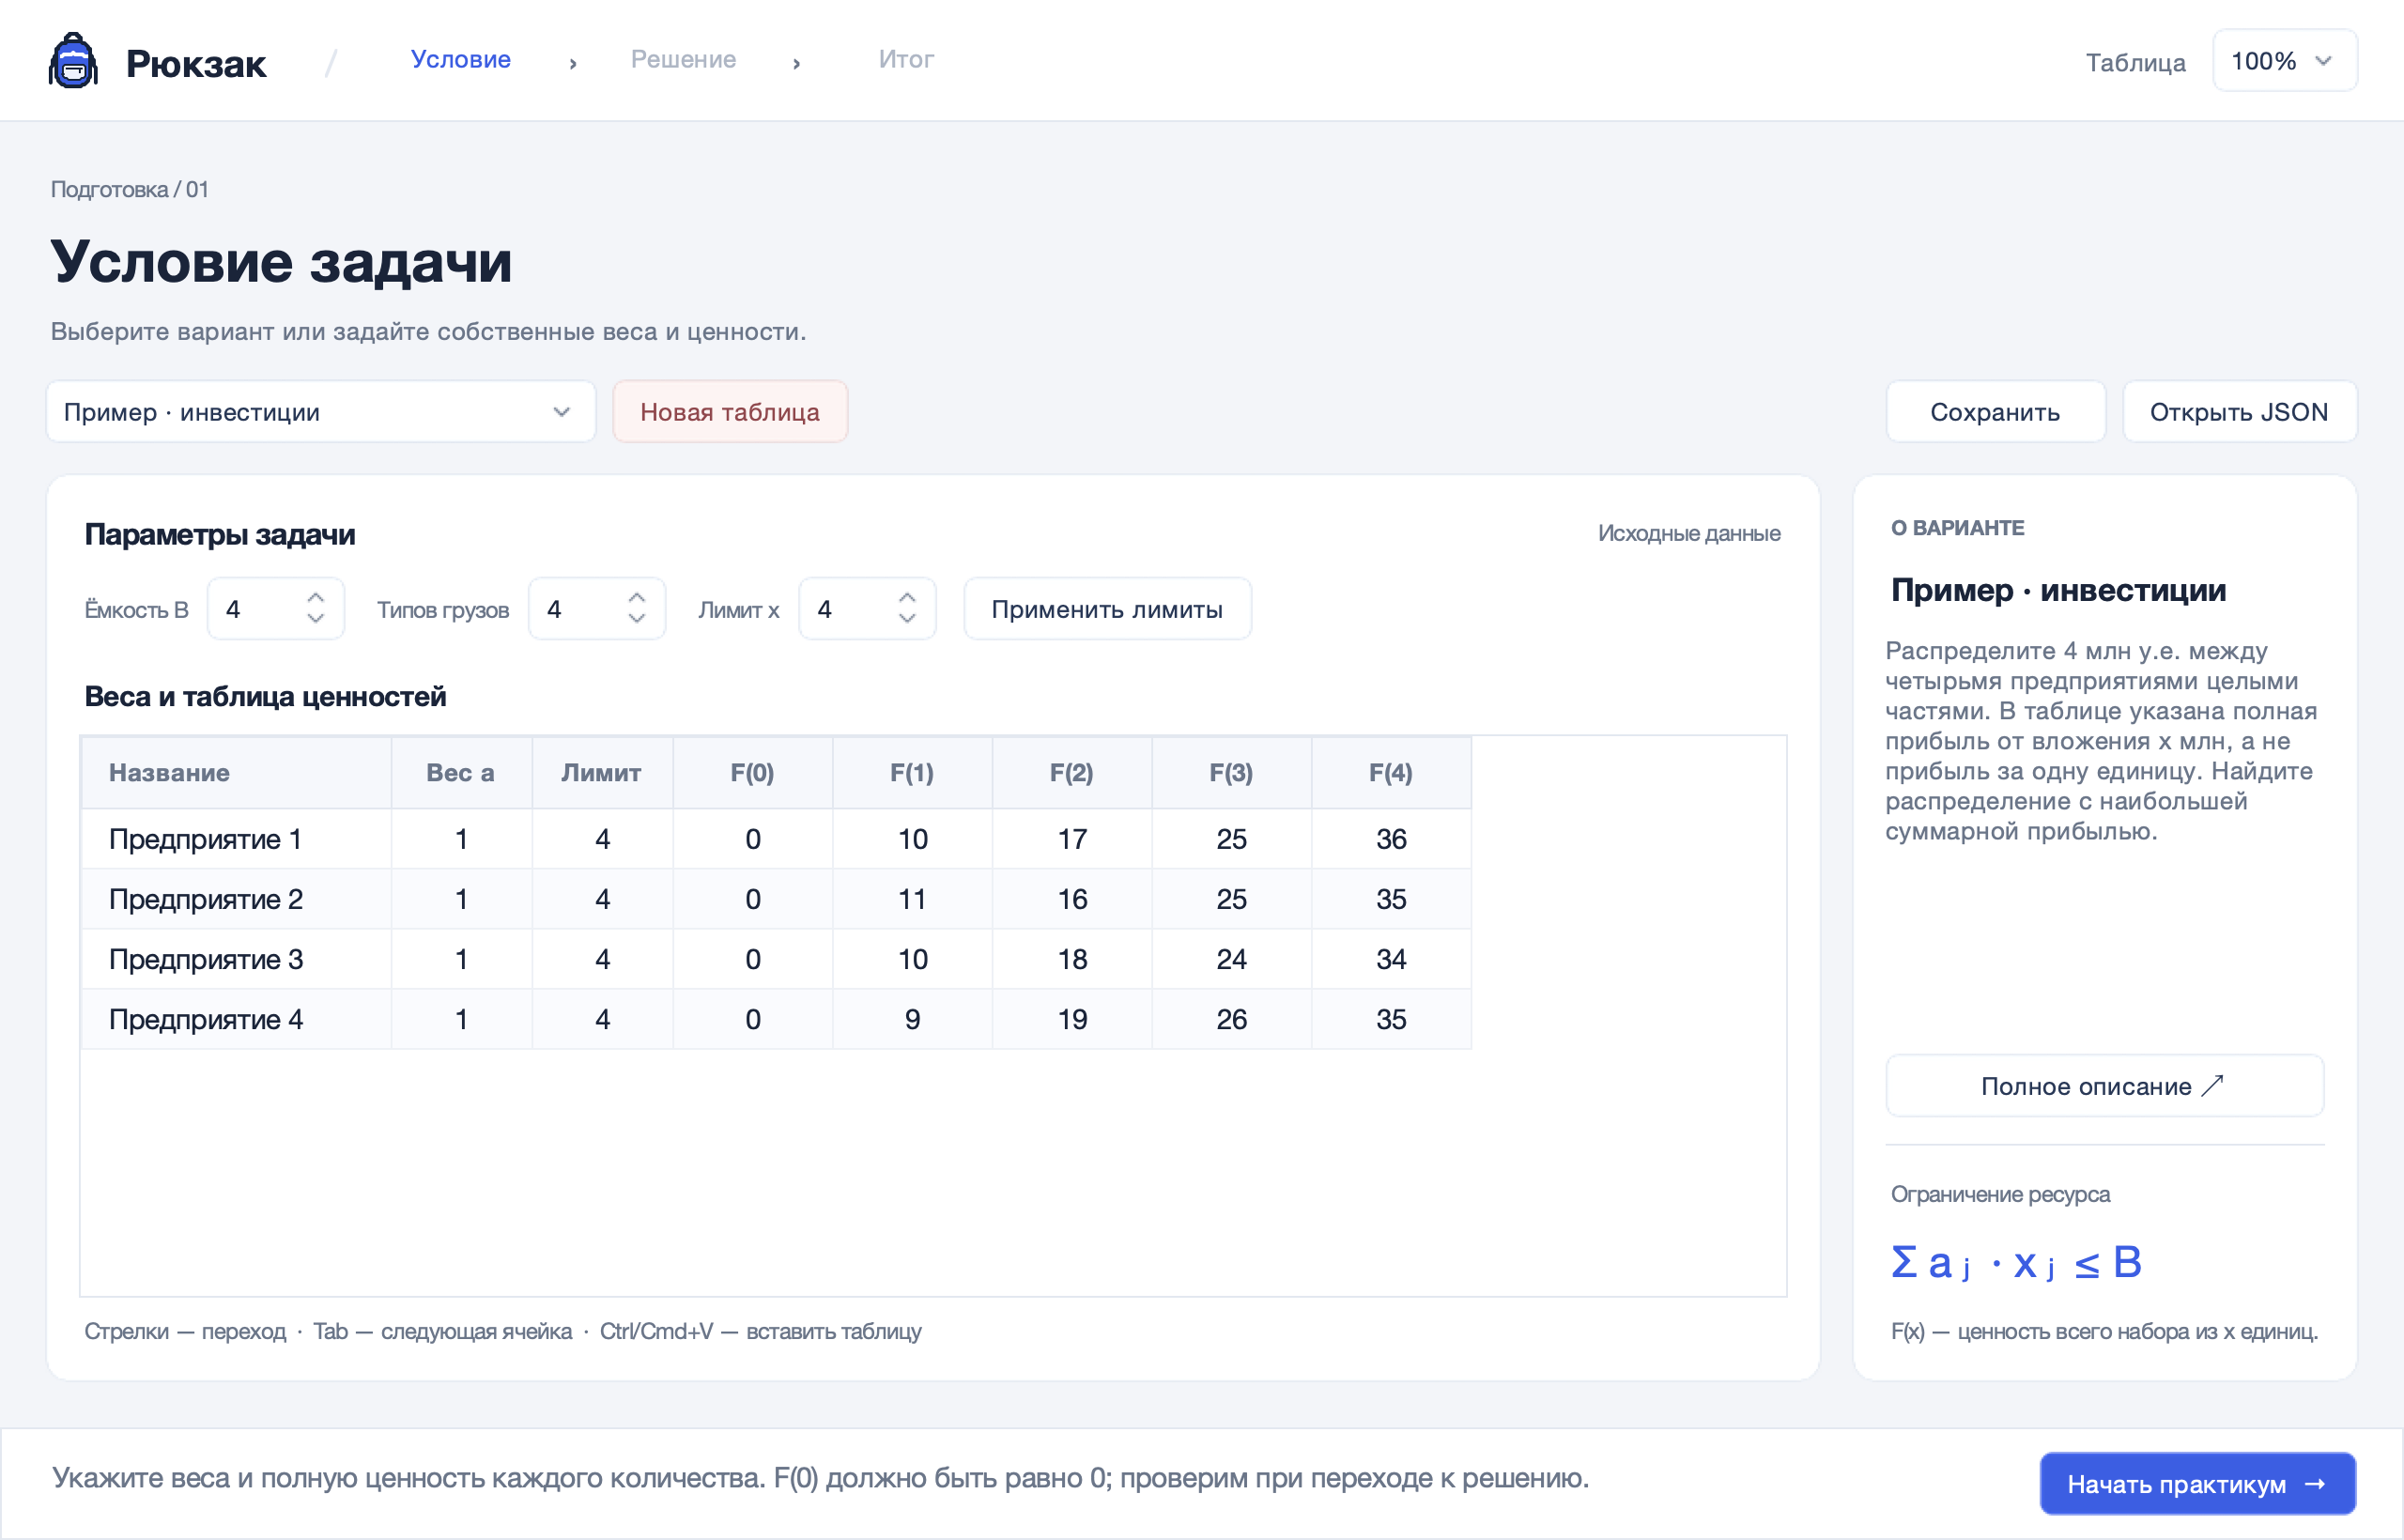 Рюкзак / Условие › Решение › Итог Таблица 100%
Подготовка / 01
Условие задачи
Выберите вариант или задайте собственные веса и ценности.
Пример · инвестиции Новая таблица Сохранить Открыть JSON
Параметры задачи Исходные данные
Ёмкость B 4 Типов грузов 4 Лимит x 4 Применить лимиты
Веса и таблица ценностей
Название Вес a Лимит F(0) F(1) F(2) F(3) F(4)
Предприятие 1 1 4 0 10 17 25 36
Предприятие 2 1 4 0 11 16 25 35
Предприятие 3 1 4 0 10 18 24 34
Предприятие 4 1 4 0 9 19 26 35
Стрелки — переход · Tab — следующая ячейка · Ctrl/Cmd+V — вставить таблицу
О ВАРИАНТЕ
Пример · инвестиции
Распределите 4 млн у.е. между
четырьмя предприятиями целыми
частями. В таблице указана полная
прибыль от вложения x млн, а не
прибыль за одну единицу. Найдите
распределение с наибольшей
суммарной прибылью.
Полное описание ↗
Ограничение ресурса
Σ aⱼ · xⱼ ≤ B
F(x) — ценность всего набора из x единиц.
Укажите веса и полную ценность каждого количества. F(0) должно быть равно 0; проверим при переходе к решению.
Начать практикум →